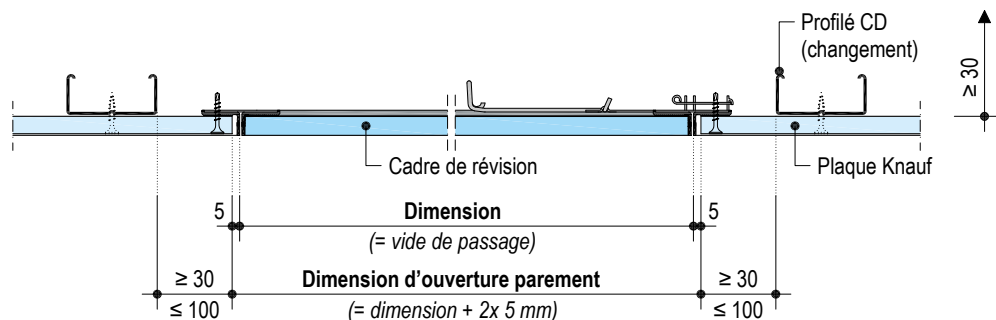 Profilé CD
(changement)
≥ 30
Cadre de révision
Plaque Knauf
5
Dimension
5
(= vide de passage)
≥ 30
Dimension d'ouverture parement
≥ 30
≤ 100
(= dimension + 2x 5 mm)
≤ 100